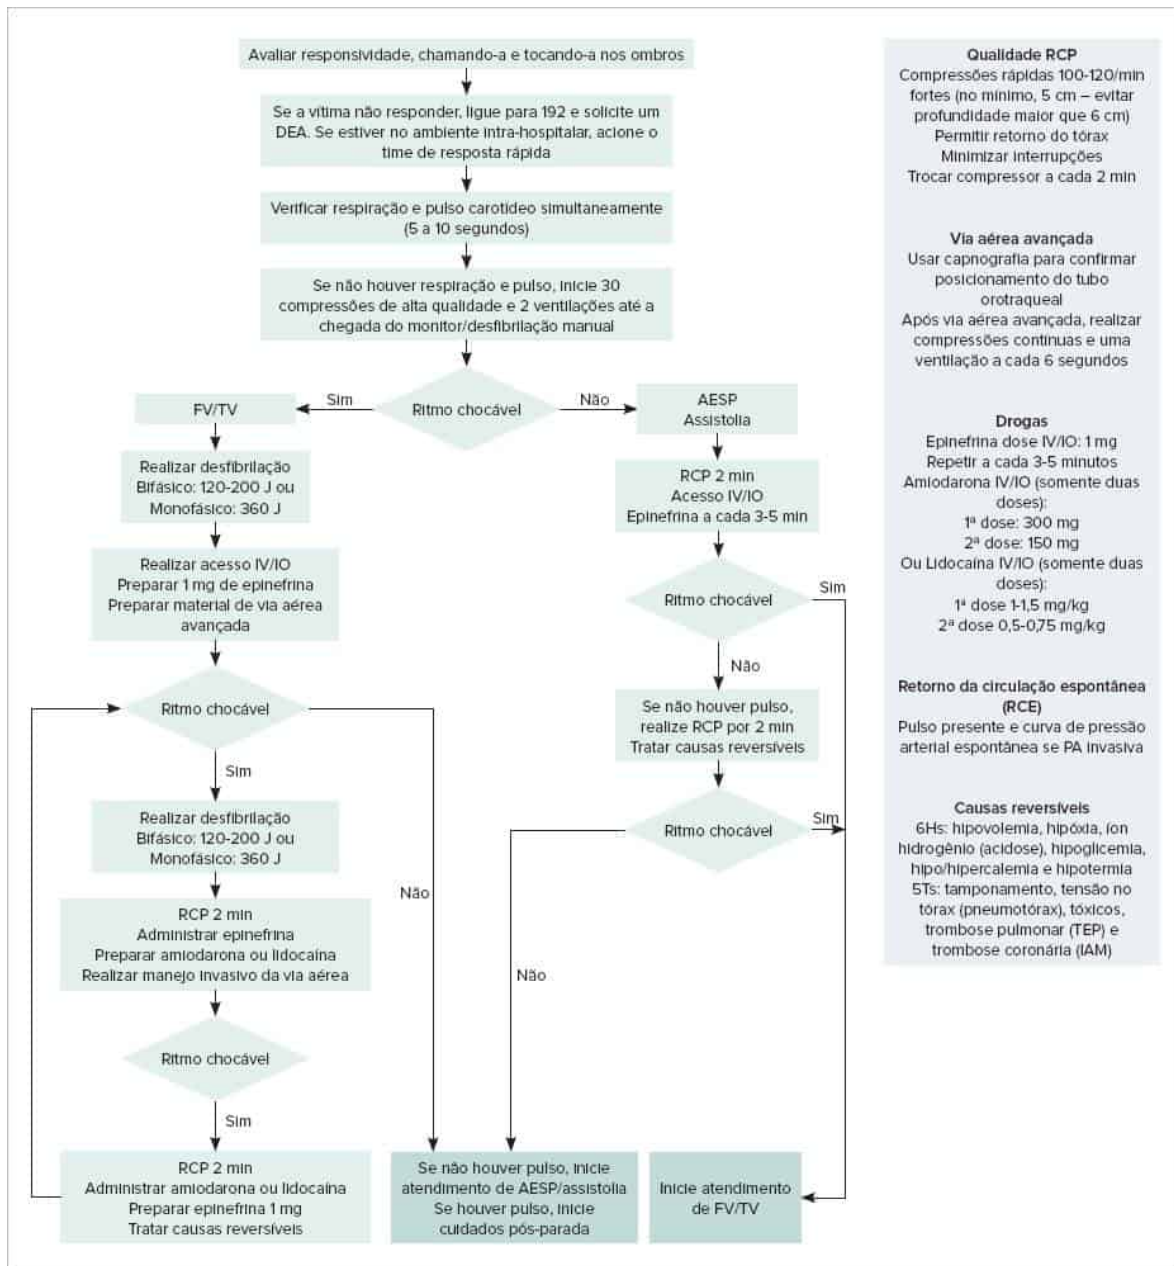 Avaliar responsividade, chamando-a e tocando-a nos ombros
Se a vítima não responder, ligue para 192 e solicite um
DEA. Se estiver no ambiente intra-hospitalar, acione o
time de resposta rápida
Verificar respiração e pulso carotídeo simultaneamente
(5 a 10 segundos)
Se não houver respiração e pulso, inicie 30
compressões de alta qualidade e 2 ventilações até a
chegada do monitor/desfibrilação manual
Ritmo chocável
Sim
Não
FV/TV
Realizar desfibrilação
Bifásico: 120-200 J ou
Monofásico: 360 J
Realizar acesso IV/IO
Preparar 1 mg de epinefrina
Preparar material de via aérea
avançada
Ritmo chocável
Sim
Não
Realizar desfibrilação
Bifásico: 120-200 J ou
Monofásico: 360 J
RCP 2 min
Administrar epinefrina
Preparar amiodarona ou lidocaína
Realizar manejo invasivo da via aérea
Ritmo chocável
Sim
RCP 2 min
Administrar amiodarona ou lidocaína
Preparar epinefrina 1 mg
Tratar causas reversíveis
AESP
Assistolia
RCP 2 min
Acesso IV/IO
Epinefrina a cada 3-5 min
Ritmo chocável
Sim
Não
Se não houver pulso,
realize RCP por 2 min
Tratar causas reversíveis
Ritmo chocável
Sim
Não
Se não houver pulso, inicie
atendimento de AESP/assistolia
Se houver pulso, inicie
cuidados pós-parada
Inicie atendimento
de FV/TV
Qualidade RCP
Compressões rápidas 100-120/min
fortes (no mínimo, 5 cm – evitar
profundidade maior que 6 cm)
Permitir retorno do tórax
Minimizar interrupções
Trocar compressor a cada 2 min
Via aérea avançada
Usar capnografia para confirmar
posicionamento do tubo
orotraqueal
Após via aérea avançada, realizar
compressões contínuas e uma
ventilação a cada 6 segundos
Drogas
Epinefrina dose IV/IO: 1 mg
Repetir a cada 3-5 minutos
Amiodarona IV/IO (somente duas
doses):
1ª dose: 300 mg
2ª dose: 150 mg
Ou Lidocaína IV/IO (somente duas
doses):
1ª dose 1-1,5 mg/kg
2ª dose 0,5-0,75 mg/kg
Retorno da circulação espontânea
(RCE)
Pulso presente e curva de pressão
arterial espontânea se PA invasiva
Causas reversíveis
6Hs: hipovolemia, hipóxia, íon
hidrogênio (acidose), hipoglicemia,
hipo/hipercalemia e hipotermia
5Ts: tamponamento, tensão no
tórax (pneumotórax), tóxicos,
trombose pulmonar (TEP) e
trombose coronária (IAM)